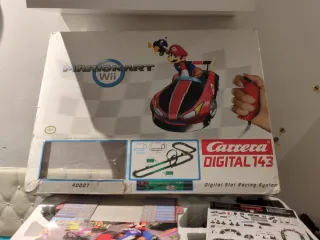 MARIOKART
Wii
Carrera
DIGITAL 143
40007
Digital Slot Racing System